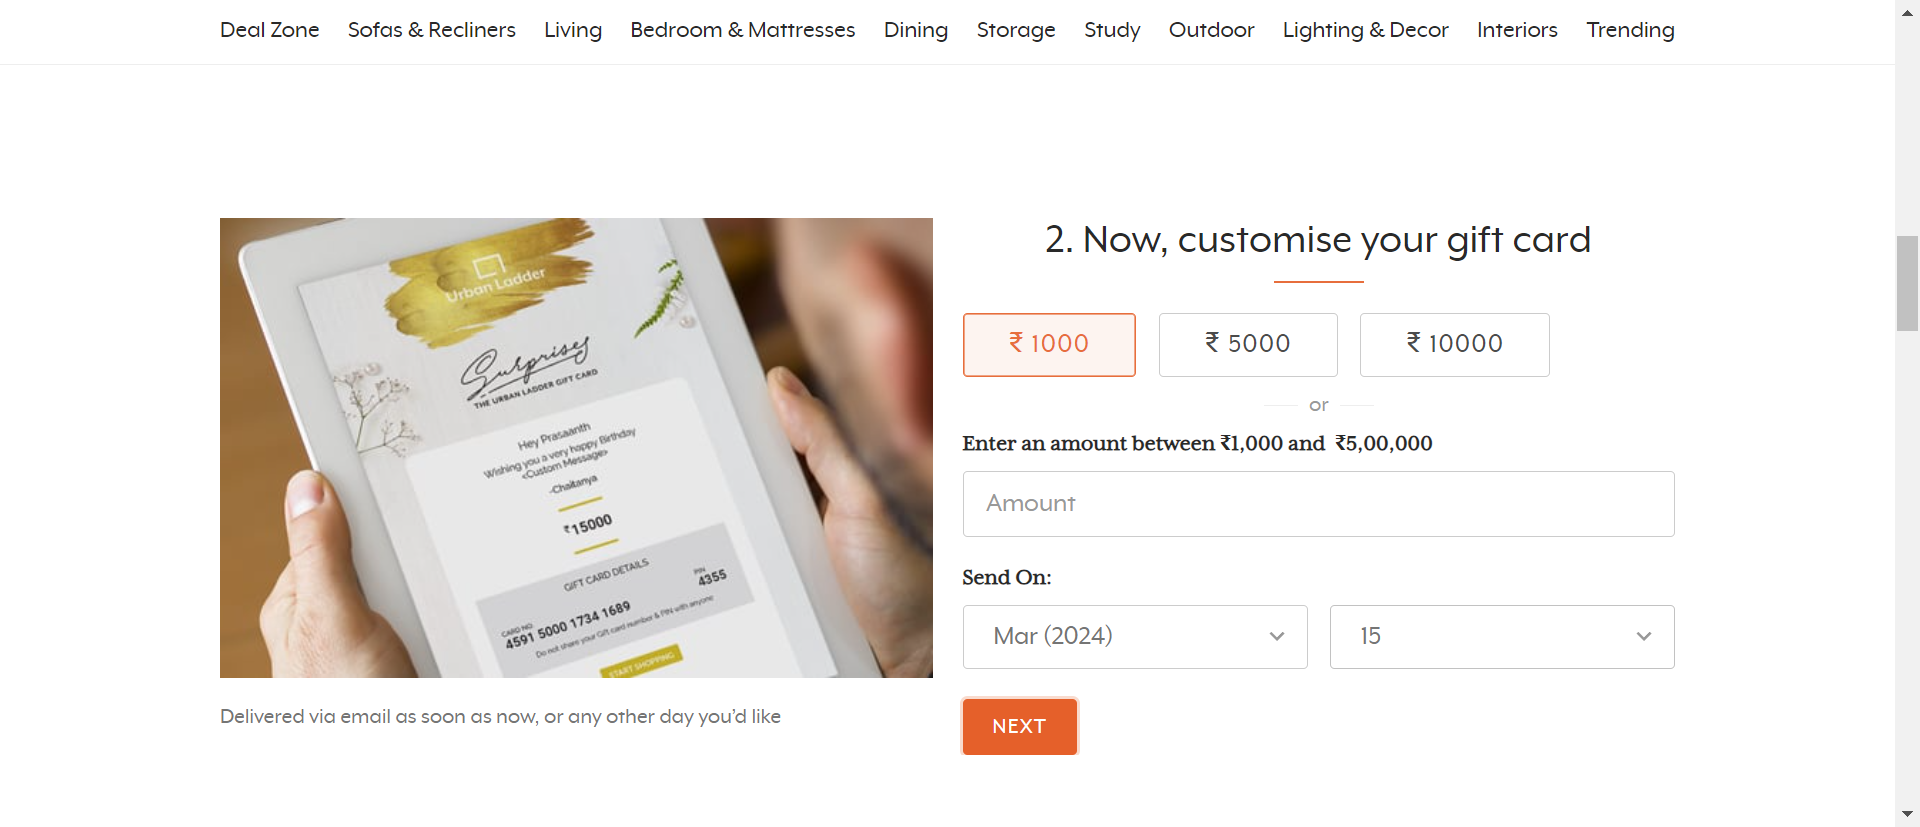 Deal Zone Sofas & Recliners Living Bedroom & Mattresses Dining Storage Study Outdoor Lighting & Decor Interiors Trending
Urban Ladder
Surprises
THE URBAN LADDER GIFT CARD
Hey Prasaanth
Wishing you a very happy Birthday
<Custom Message>
-Chaitanya
₹15000
GIFT CARD DETAILS
CARD NO.
4591 5000 1734 1689
PIN
4355
Do not share your Gift card number & PIN with anyone
START SHOPPING
Delivered via email as soon as now, or any other day you’d like
2. Now, customise your gift card
₹ 1000 ₹ 5000 ₹ 10000
or
Enter an amount between ₹1,000 and ₹5,00,000
Amount
Send On:
Mar (2024) 15
NEXT